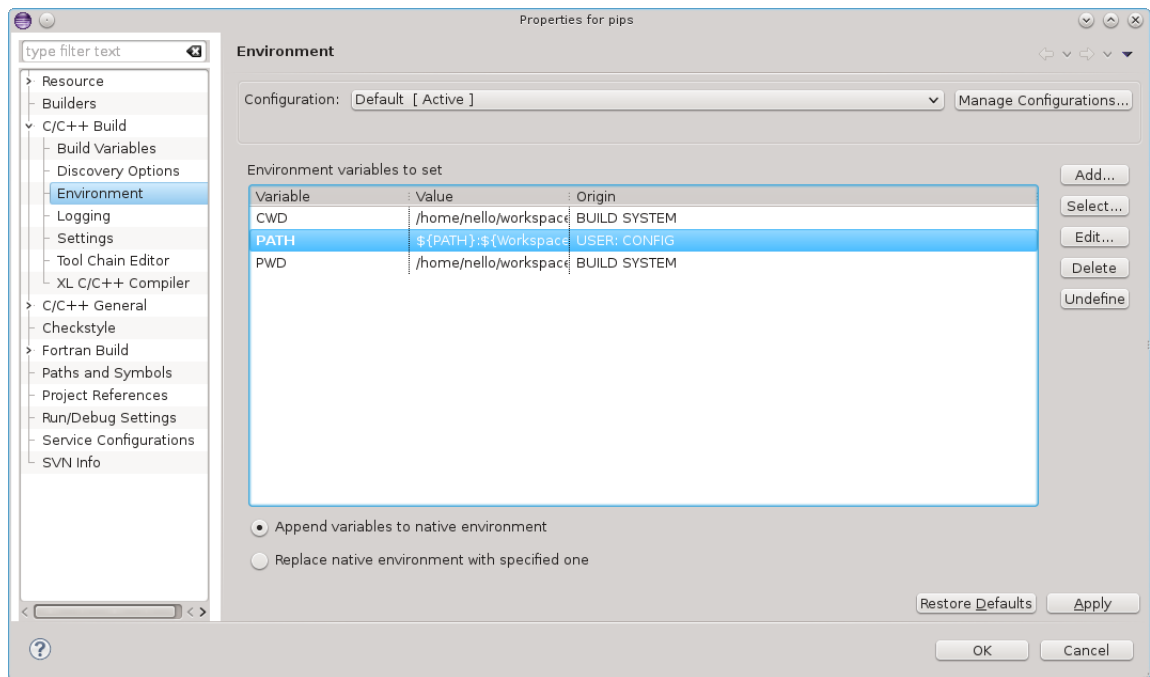 Properties for pips
type filter text
Resource
Builders
C/C++ Build
Build Variables
Discovery Options
Environment
Logging
Settings
Tool Chain Editor
XL C/C++ Compiler
C/C++ General
Checkstyle
Fortran Build
Paths and Symbols
Project References
Run/Debug Settings
Service Configurations
SVN Info
Environment
Configuration: Default [ Active ] Manage Configurations...
Environment variables to set
Variable Value Origin
CWD /home/nello/workspace BUILD SYSTEM
PATH ${PATH}:${Workspace USER: CONFIG
PWD /home/nello/workspace BUILD SYSTEM
Add...
Select...
Edit...
Delete
Undefine
Append variables to native environment
Replace native environment with specified one
Restore Defaults Apply
? OK Cancel